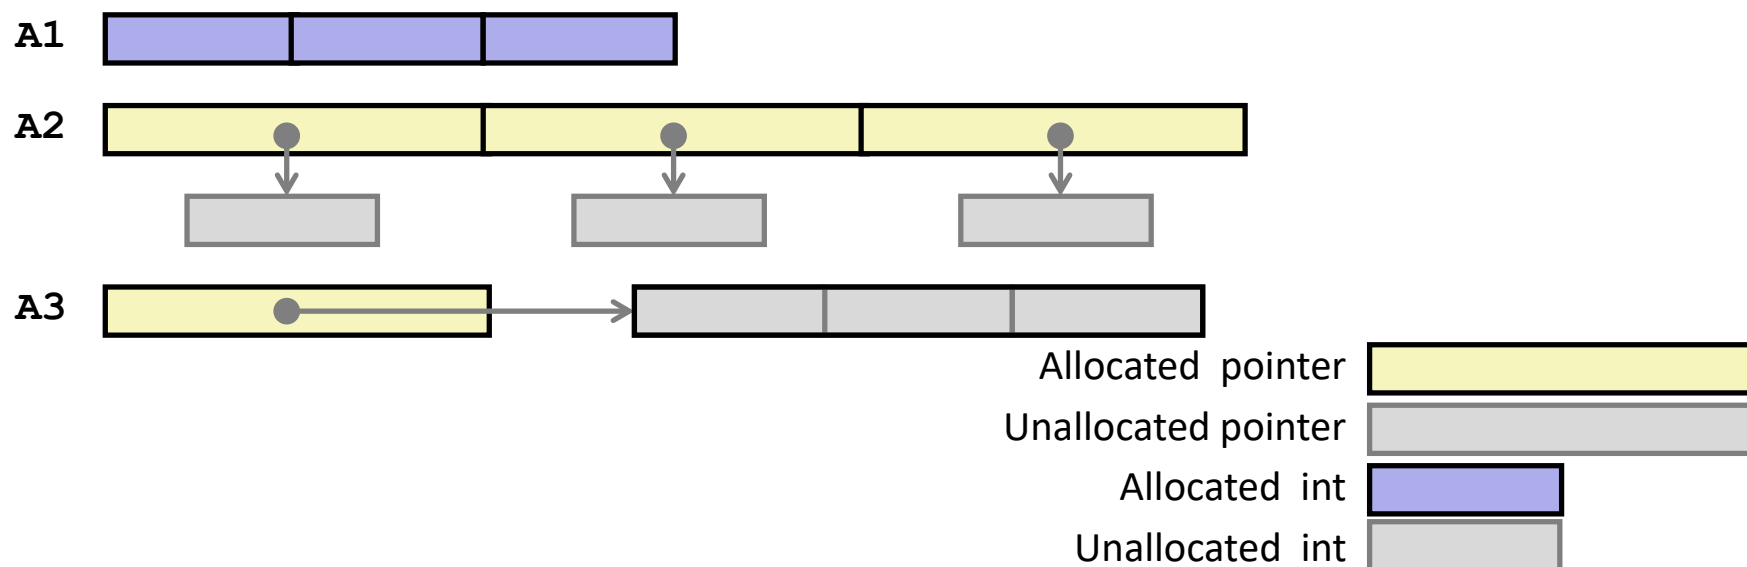 A1
A2
A3
Allocated pointer
Unallocated pointer
Allocated int
Unallocated int